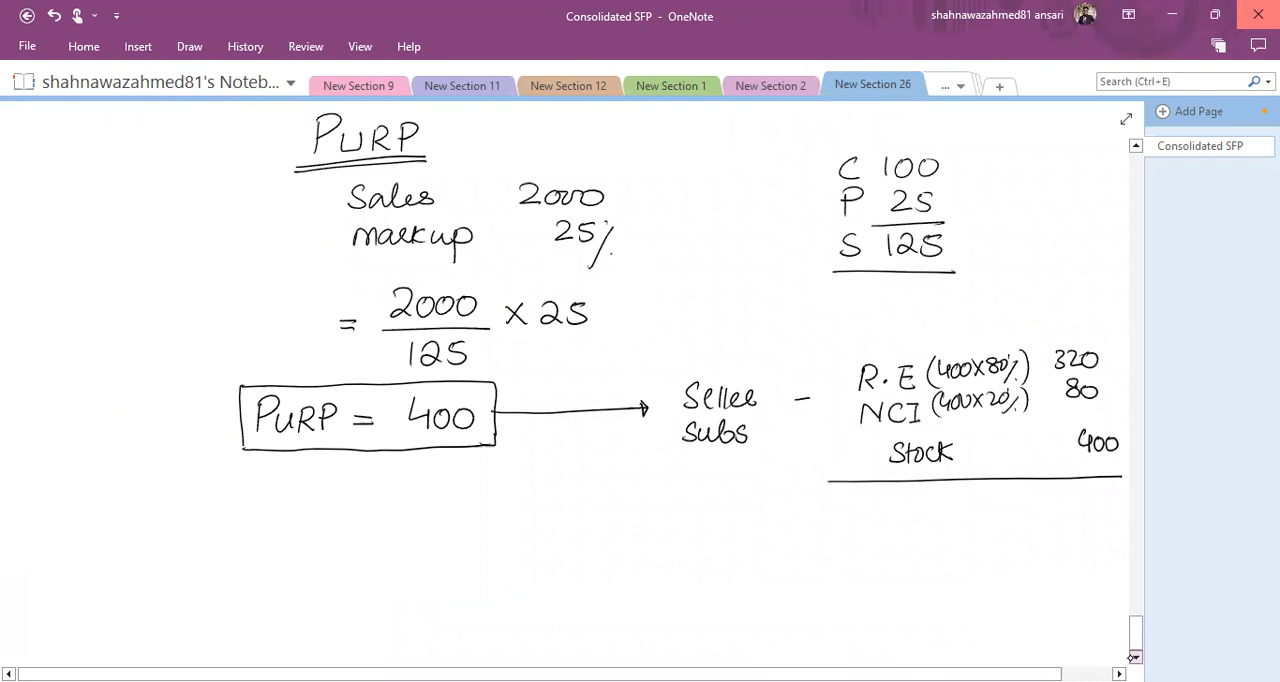 Consolidated SFP - OneNote
shahnawazahmed81 ansari
File Home Insert Draw History Review View Help
shahnawazahmed81's Noteb...
New Section 9
New Section 11
New Section 12
New Section 1
New Section 2
New Section 26
...
Search (Ctrl+E)
Add Page
Consolidated SFP
PURP
Sales 2000
markup 25%
= 2000
125
× 25
PURP = 400
C 100
P 25
S 125
Seller
subs
-
R.E (400×80%) 320
NCI (400×20%) 80
Stock 400